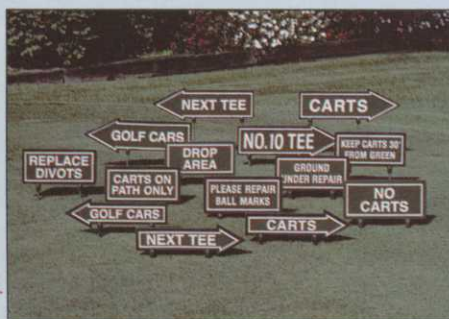 NEXT TEE
CARTS
GOLF CARS
NO.10 TEE
KEEP CARTS 30'
FROM GREEN
REPLACE
DIVOTS
DROP
AREA
GROUND
UNDER REPAIR
CARTS ON
PATH ONLY
PLEASE REPAIR
BALL MARKS
NO
CARTS
GOLF CARS
NEXT TEE
CARTS